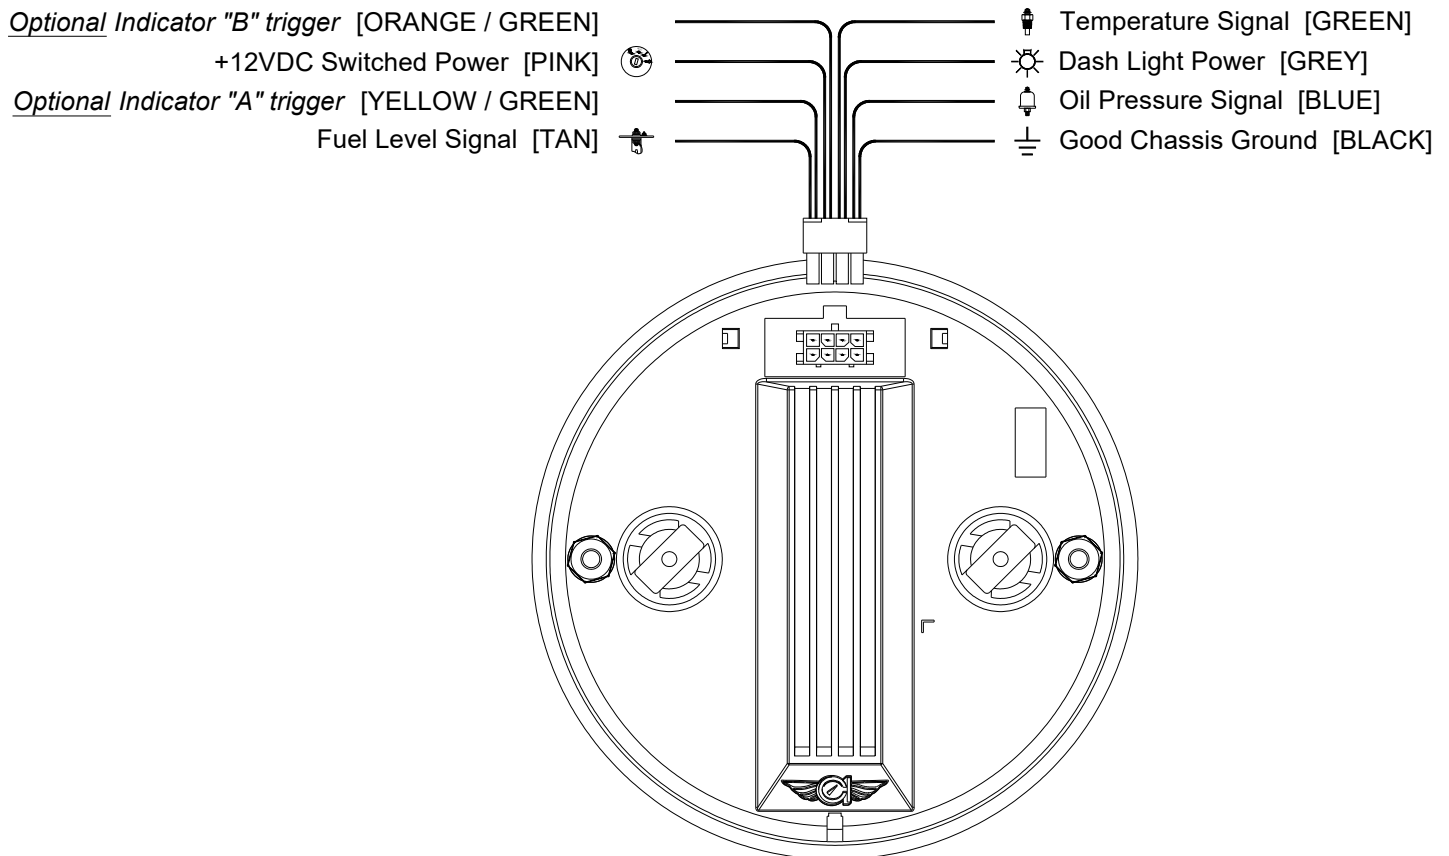 Optional Indicator "B" trigger [ORANGE / GREEN]
+12VDC Switched Power [PINK]
Optional Indicator "A" trigger [YELLOW / GREEN]
Fuel Level Signal [TAN]
Temperature Signal [GREEN]
Dash Light Power [GREY]
Oil Pressure Signal [BLUE]
Good Chassis Ground [BLACK]